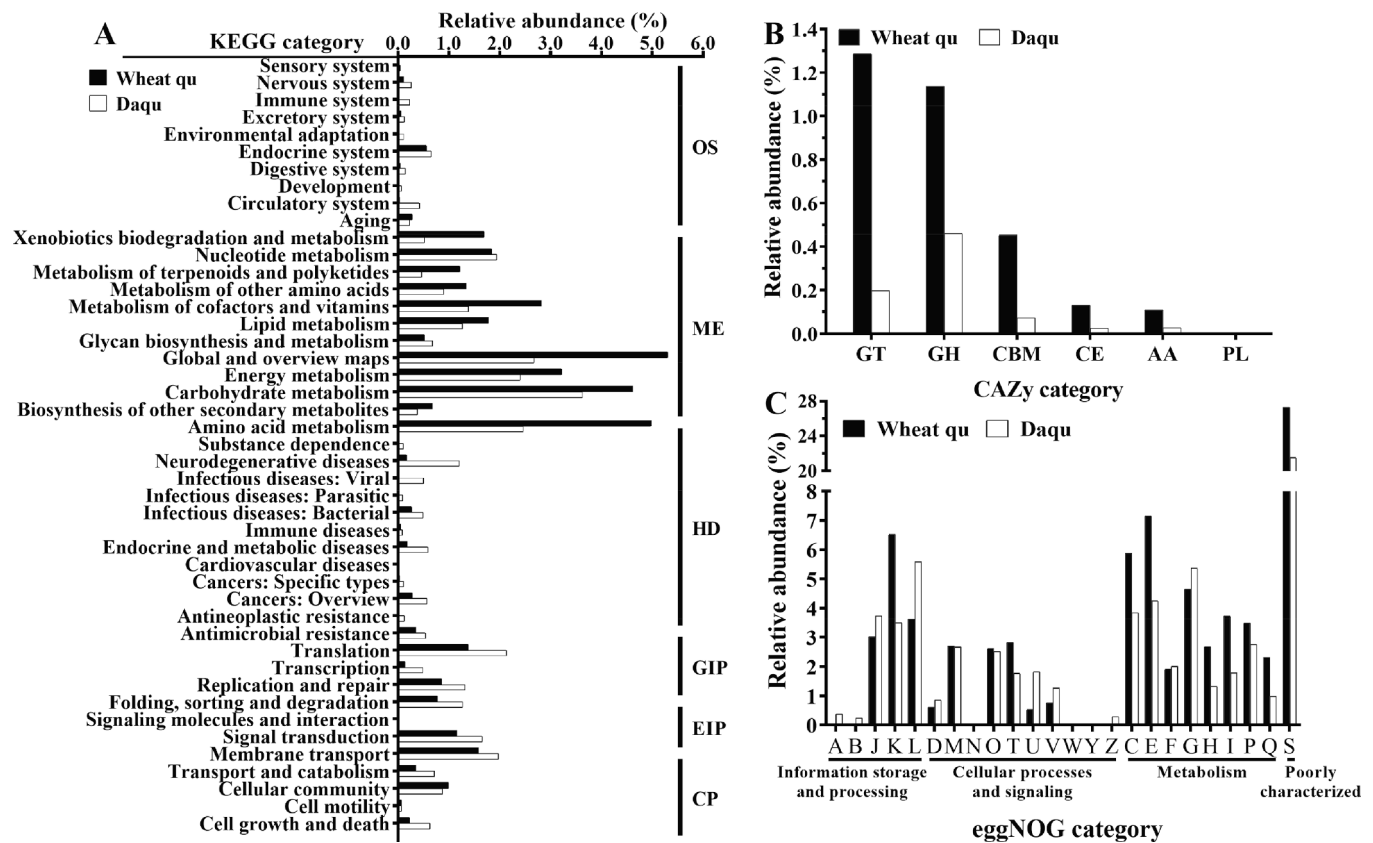 A
Relative abundance (%)
KEGG category
0.0 1.0 2.0 3.0 4.0 5.0 6.0
Wheat qu
Daqu
Sensory system
Nervous system
Immune system
Excretory system
Environmental adaptation
Endocrine system
Digestive system
Development
Circulatory system
Aging
Xenobiotics biodegradation and metabolism
Nucleotide metabolism
Metabolism of terpenoids and polyketides
Metabolism of other amino acids
Metabolism of cofactors and vitamins
Lipid metabolism
Glycan biosynthesis and metabolism
Global and overview maps
Energy metabolism
Carbohydrate metabolism
Biosynthesis of other secondary metabolites
Amino acid metabolism
Substance dependence
Neurodegenerative diseases
Infectious diseases: Viral
Infectious diseases: Parasitic
Infectious diseases: Bacterial
Immune diseases
Endocrine and metabolic diseases
Cardiovascular diseases
Cancers: Specific types
Cancers: Overview
Antineoplastic resistance
Antimicrobial resistance
Translation
Transcription
Replication and repair
Folding, sorting and degradation
Signaling molecules and interaction
Signal transduction
Membrane transport
Transport and catabolism
Cellular community
Cell motility
Cell growth and death
OS
ME
HD
GIP
EIP
CP
B
Wheat qu Daqu
Relative abundance (%)
1.4
1.2
1.0
0.8
0.6
0.4
0.2
0.0
GT GH CBM CE AA PL
CAZy category
C
Wheat qu Daqu
Relative abundance (%)
28
24
20
8
7
6
5
4
3
2
1
0
A B J K L D M N O T U V W Y Z C E F G H I P Q S
Information storage
and processing
Cellular processes
and signaling
Metabolism
Poorly
characterized
eggNOG category